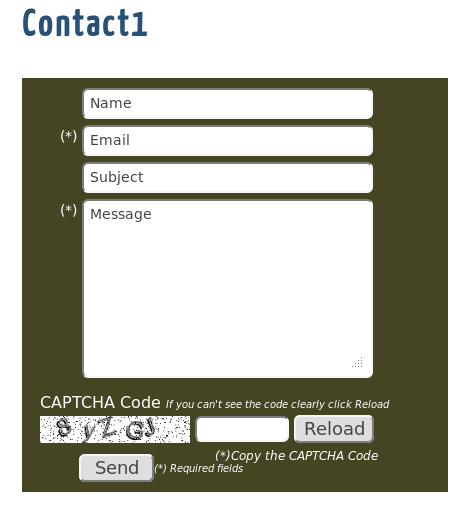 Contact1
Name
(*) Email
Subject
(*) Message
CAPTCHA Code If you can't see the code clearly click Reload
Reload
(*)Copy the CAPTCHA Code
Send (*) Required fields